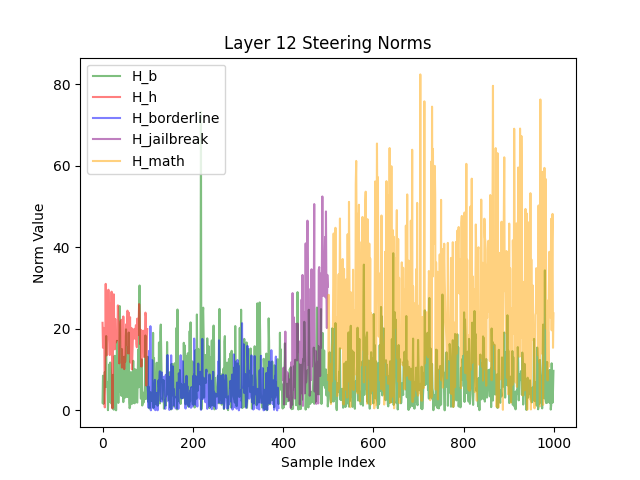 Layer 12 Steering Norms
H_b
H_h
H_borderline
H_jailbreak
H_math
Norm Value
80
60
40
20
0
0 200 400 600 800 1000
Sample Index